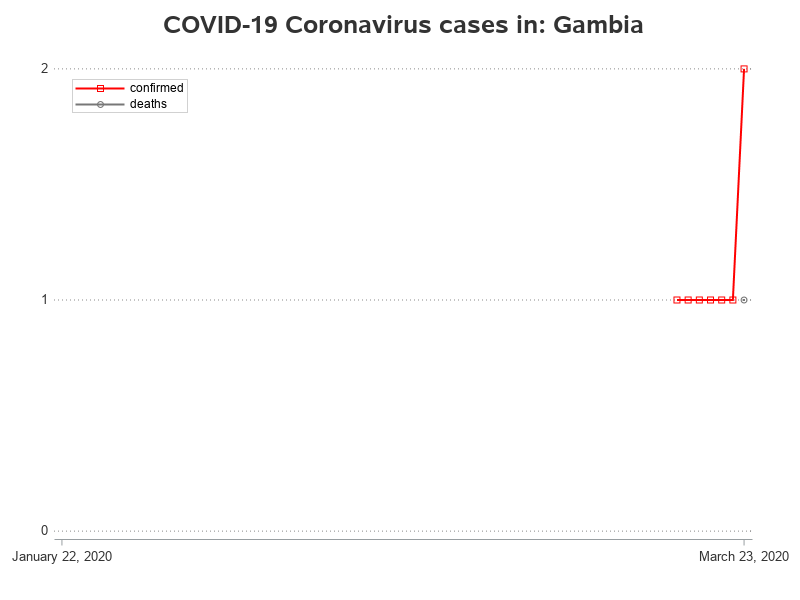 COVID-19 Coronavirus cases in: Gambia
2
confirmed
deaths
1
0
January 22, 2020
March 23, 2020